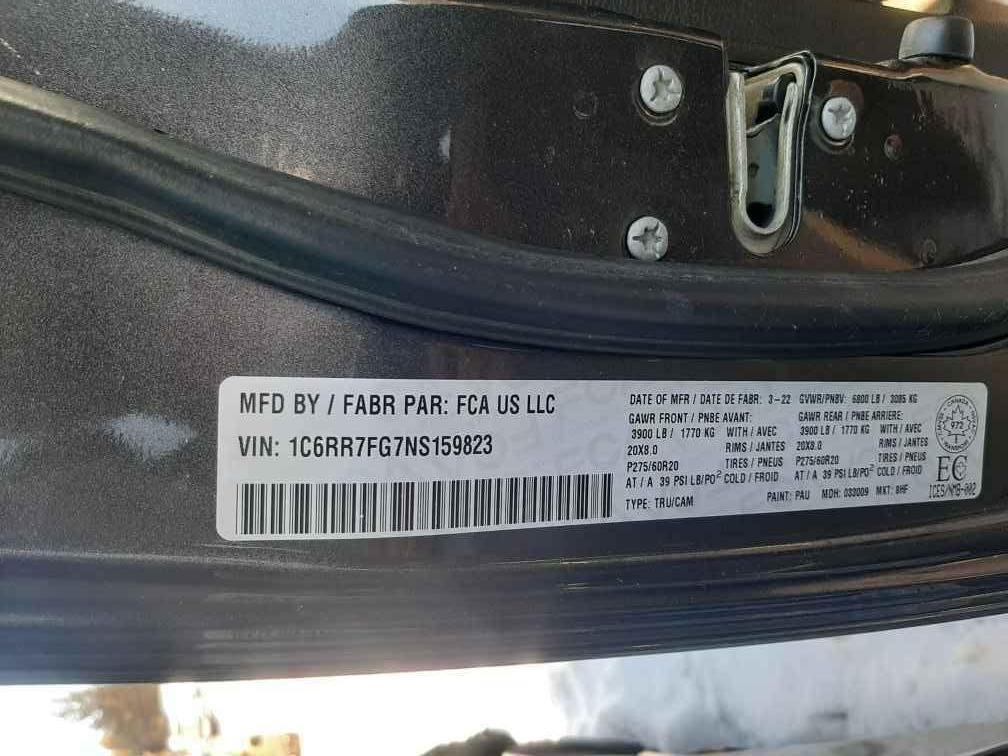 MFD BY / FABR PAR: FCA US LLC
VIN: 1C6RR7FG7NS159823
DATE OF MFR / DATE DE FABR: 3-22 GVWR/PNBV: 6800 LB / 3085 KG
GAWR FRONT / PNBE AVANT: GAWR REAR / PNBE ARRIERE:
3900 LB / 1770 KG WITH / AVEC 3900 LB / 1770 KG WITH / AVEC
20X8.0 RIMS / JANTES 20X8.0 RIMS / JANTES
P275/60R20 TIRES / PNEUS P275/60R20 TIRES / PNEUS
AT / A 39 PSI LB/PO² COLD / FROID AT / A 39 PSI LB/PO² COLD / FROID
TYPE: TRU/CAM PAINT: PAU MDH: 033009 MKT: BHF
CANADA
972
TRANSPORT
EC
ICES/NMB-002